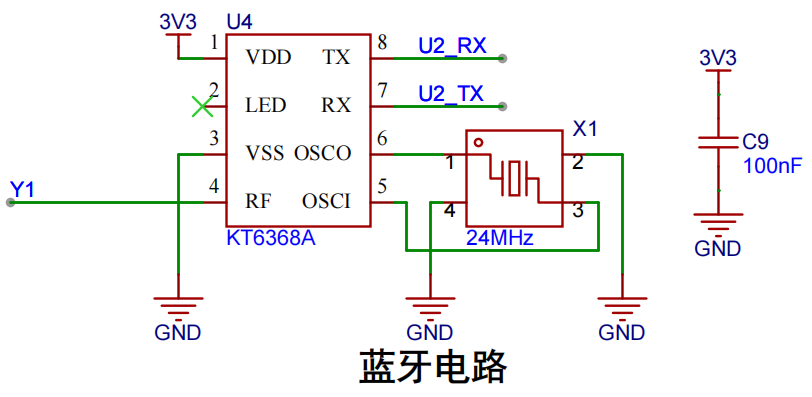 3V3
U4
1
VDD
TX
8
U2_RX
2
LED
RX
7
U2_TX
3
VSS
OSCO
6
4
RF
OSCI
5
Y1
KT6368A
X1
1
2
4
3
24MHz
3V3
C9
100nF
GND
GND
GND
GND
蓝牙电路